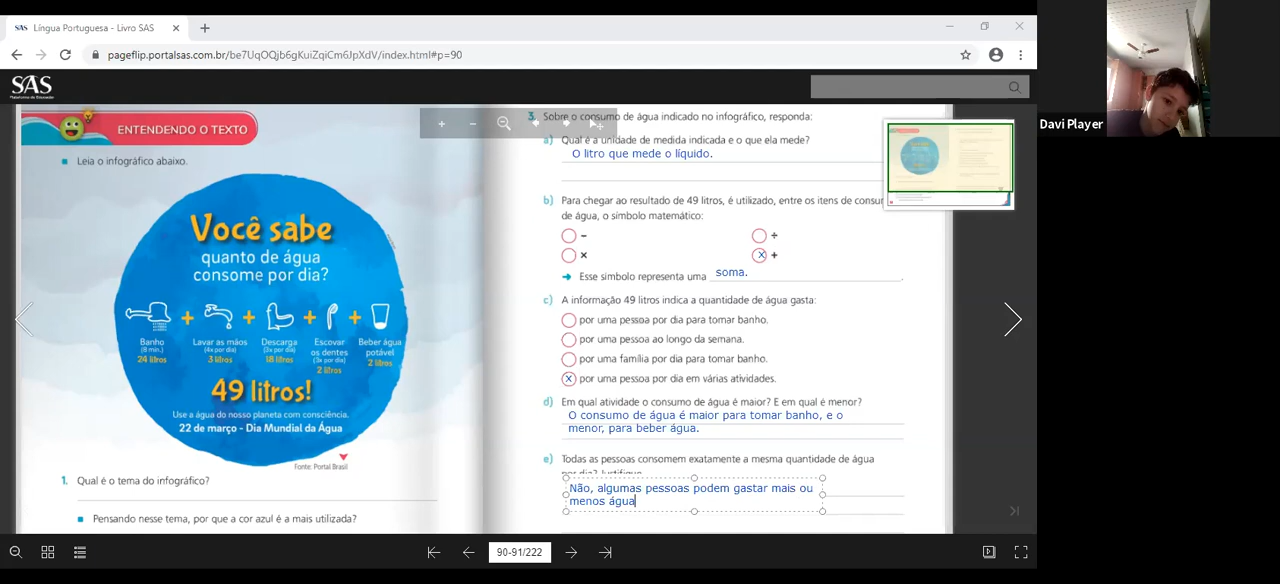 Língua Portuguesa - Livro SAS
pageflip.portalsas.com.br/be7UqOQjb6gKuiZqiCm6JpXdV/index.html#p=90
SAS
ENTENDENDO O TEXTO
Leia o infográfico abaixo.
Você sabe
quanto de água
consome por dia?
Banho
(8 min.)
24 litros
+
Lavar as mãos
(4x por dia)
3 litros
+
Descarga
(3x por dia)
18 litros
+
Escovar
os dentes
(3x por dia)
2 litros
+
Beber água
potável
2 litros
49 litros!
Use a água do nosso planeta com consciência.
22 de março - Dia Mundial da Água
Fonte: Portal Brasil
1. Qual é o tema do infográfico?
Pensando nesse tema, por que a cor azul é a mais utilizada?
3. Sobre o consumo de água indicado no infográfico, responda:
a) Qual é a unidade de medida indicada e o que ela mede?
O litro que mede o líquido.
b) Para chegar ao resultado de 49 litros, é utilizado, entre os itens de
de água, o símbolo matemático:
- ÷
× X +
Esse símbolo representa uma soma.
c) A informação 49 litros indica a quantidade de água gasta:
por uma pessoa por dia para tomar banho.
por uma pessoa ao longo da semana.
por uma família por dia para tomar banho.
X por uma pessoa por dia em várias atividades.
d) Em qual atividade o consumo de água é maior? E em qual é menor?
O consumo de água é maior para tomar banho, e o
menor, para beber água.
e) Todas as pessoas consomem exatamente a mesma quantidade de água
por dia? Justifique.
Não, algumas pessoas podem gastar mais ou
menos água
90-91/222
Davi Player